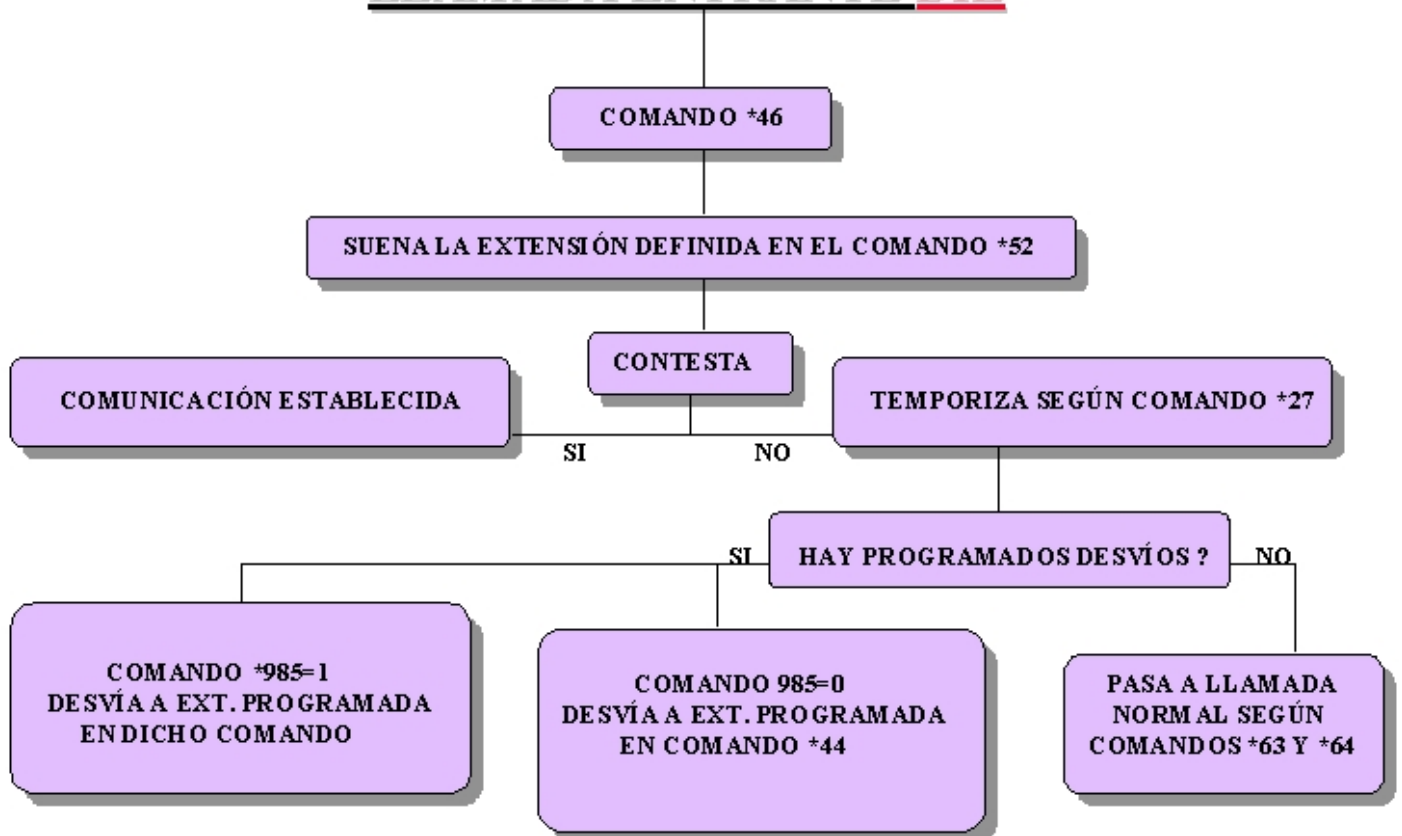 COMANDO *46
SUENA LA EXTENSIÓN DEFINIDA EN EL COMANDO *52
CONTESTA
COMUNICACIÓN ESTABLECIDA
TEMPORIZA SEGÚN COMANDO *27
SI
NO
HAY PROGRAMADOS DESVÍOS ?
SI
NO
COMANDO *985=1
DESVÍA A EXT. PROGRAMADA
EN DICHO COMANDO
COMANDO 985=0
DESVÍA A EXT. PROGRAMADA
EN COMANDO *44
PASA A LLAMADA
NORMAL SEGÚN
COMANDOS *63 Y *64